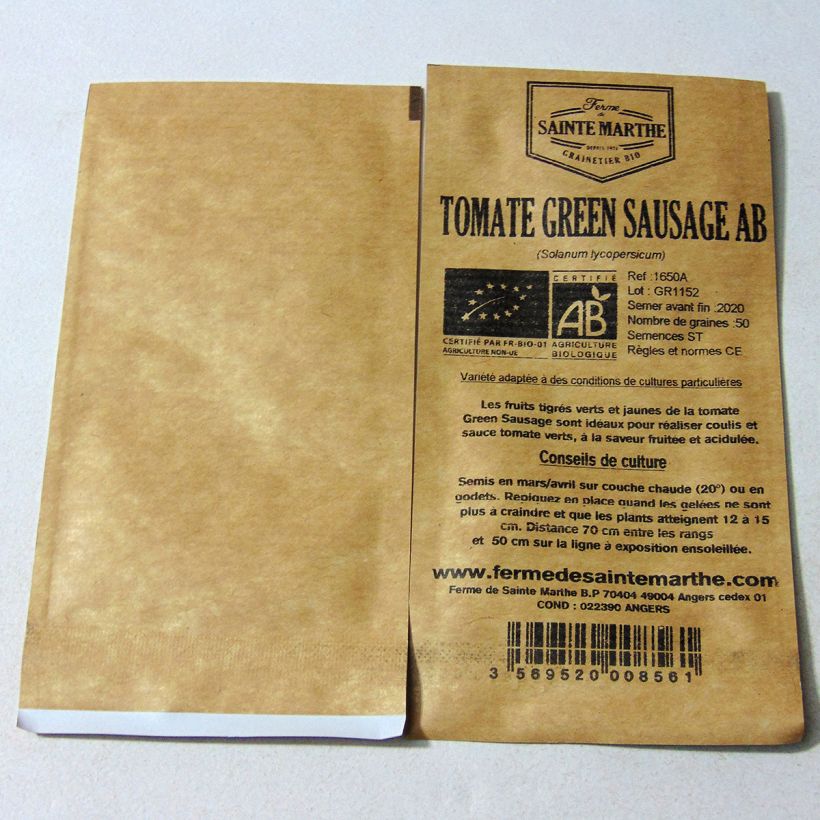 Ferme
de
SAINTE MARTHE
DEPUIS 1974
GRAINETIER BIO
TOMATE GREEN SAUSAGE AB
(Solanum lycopersicum)
CERTIFIÉ
AB
AGRICULTURE
BIOLOGIQUE
CERTIFIÉ PAR FR-BIO-01
AGRICULTURE NON-UE
Ref :1650A
Lot : GR1152
Semer avant fin :2020
Nombre de graines :50
Semences ST
Règles et normes CE
Variété adaptée à des conditions de cultures particulières
Les fruits tigrés verts et jaunes de la tomate
Green Sausage sont idéaux pour réaliser coulis et
sauce tomate verts, à la saveur fruitée et acidulée.
Conseils de culture
Semis en mars/avril sur couche chaude (20°) ou en
godets. Repiquez en place quand les gelées ne sont
plus à craindre et que les plants atteignent 12 à 15
cm. Distance 70 cm entre les rangs
et 50 cm sur la ligne à exposition ensoleillée.
www.fermedesaintemarthe.com
Ferme de Sainte Marthe B.P 70404 49004 Angers cedex 01
COND : 022390 ANGERS
3 569520 008561